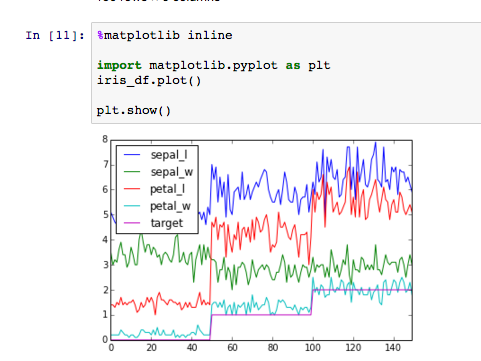 In [11]: %matplotlib inline
import matplotlib.pyplot as plt
iris_df.plot()
plt.show()
8
7
6
5
4
3
2
1
0
sepal_l
sepal_w
petal_l
petal_w
target
0 20 40 60 80 100 120 140